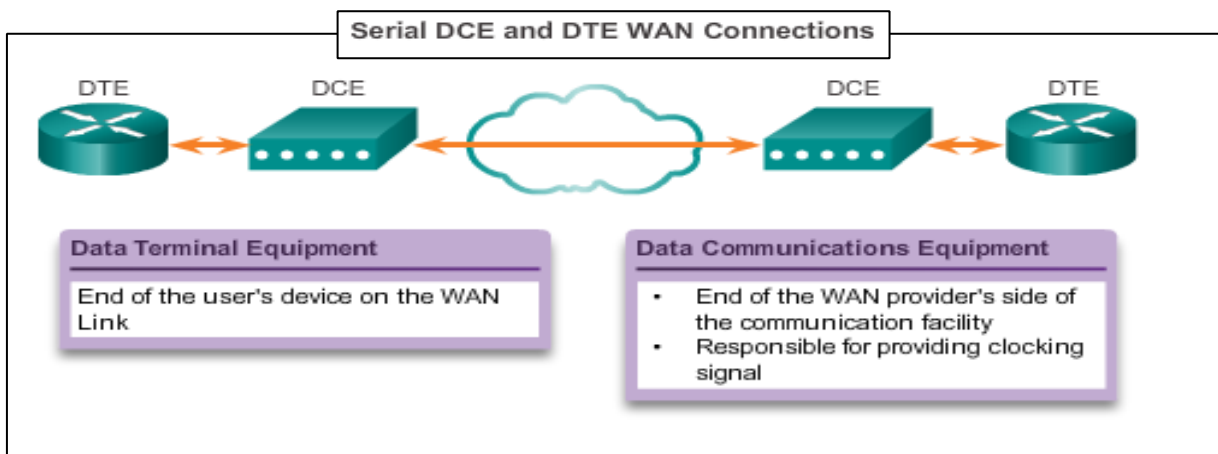 Serial DCE and DTE WAN Connections
DTE
DCE
DCE
DTE
Data Terminal Equipment
End of the user's device on the WAN
Link
Data Communications Equipment
• End of the WAN provider's side of
the communication facility
• Responsible for providing clocking
signal